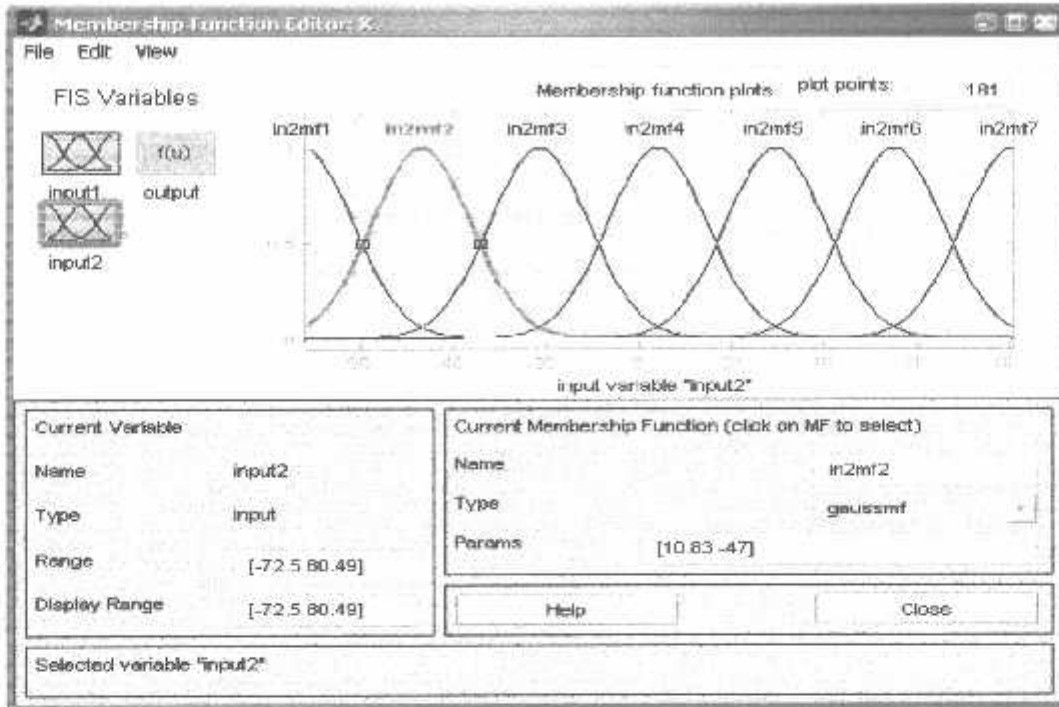 Membership Function Editor: X
File Edit View
FIS Variables
Membership function plots plot points: 181
in2mf1 in2mf2 in2mf3 in2mf4 in2mf5 in2mf6 in2mf7
f(u)
input1 output
input2
input variable "input2"
Current Variable
Name input2
Type input
Range [-72.5 80.49]
Display Range [-72.5 80.49]
Current Membership Function (click on MF to select)
Name in2mf2
Type gaussmf
Params [10.83 -47]
Help Close
Selected variable "input2"